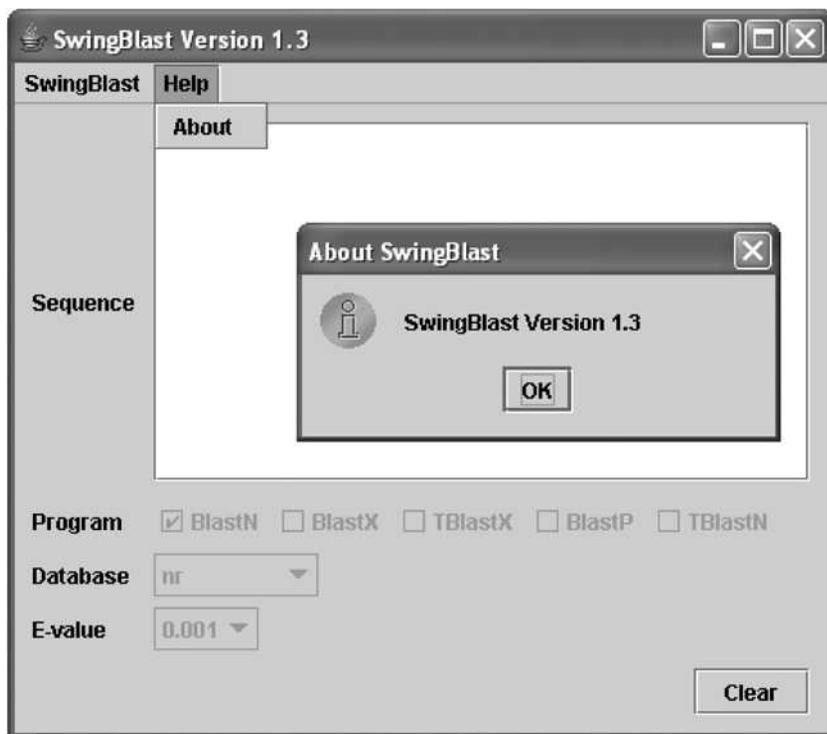 SwingBlast Version 1.3
SwingBlast Help
About
About SwingBlast
Sequence
SwingBlast Version 1.3
OK
Program BlastN BlastX TBlastX BlastP TBlastN
Database nr
E-value 0.001
Clear